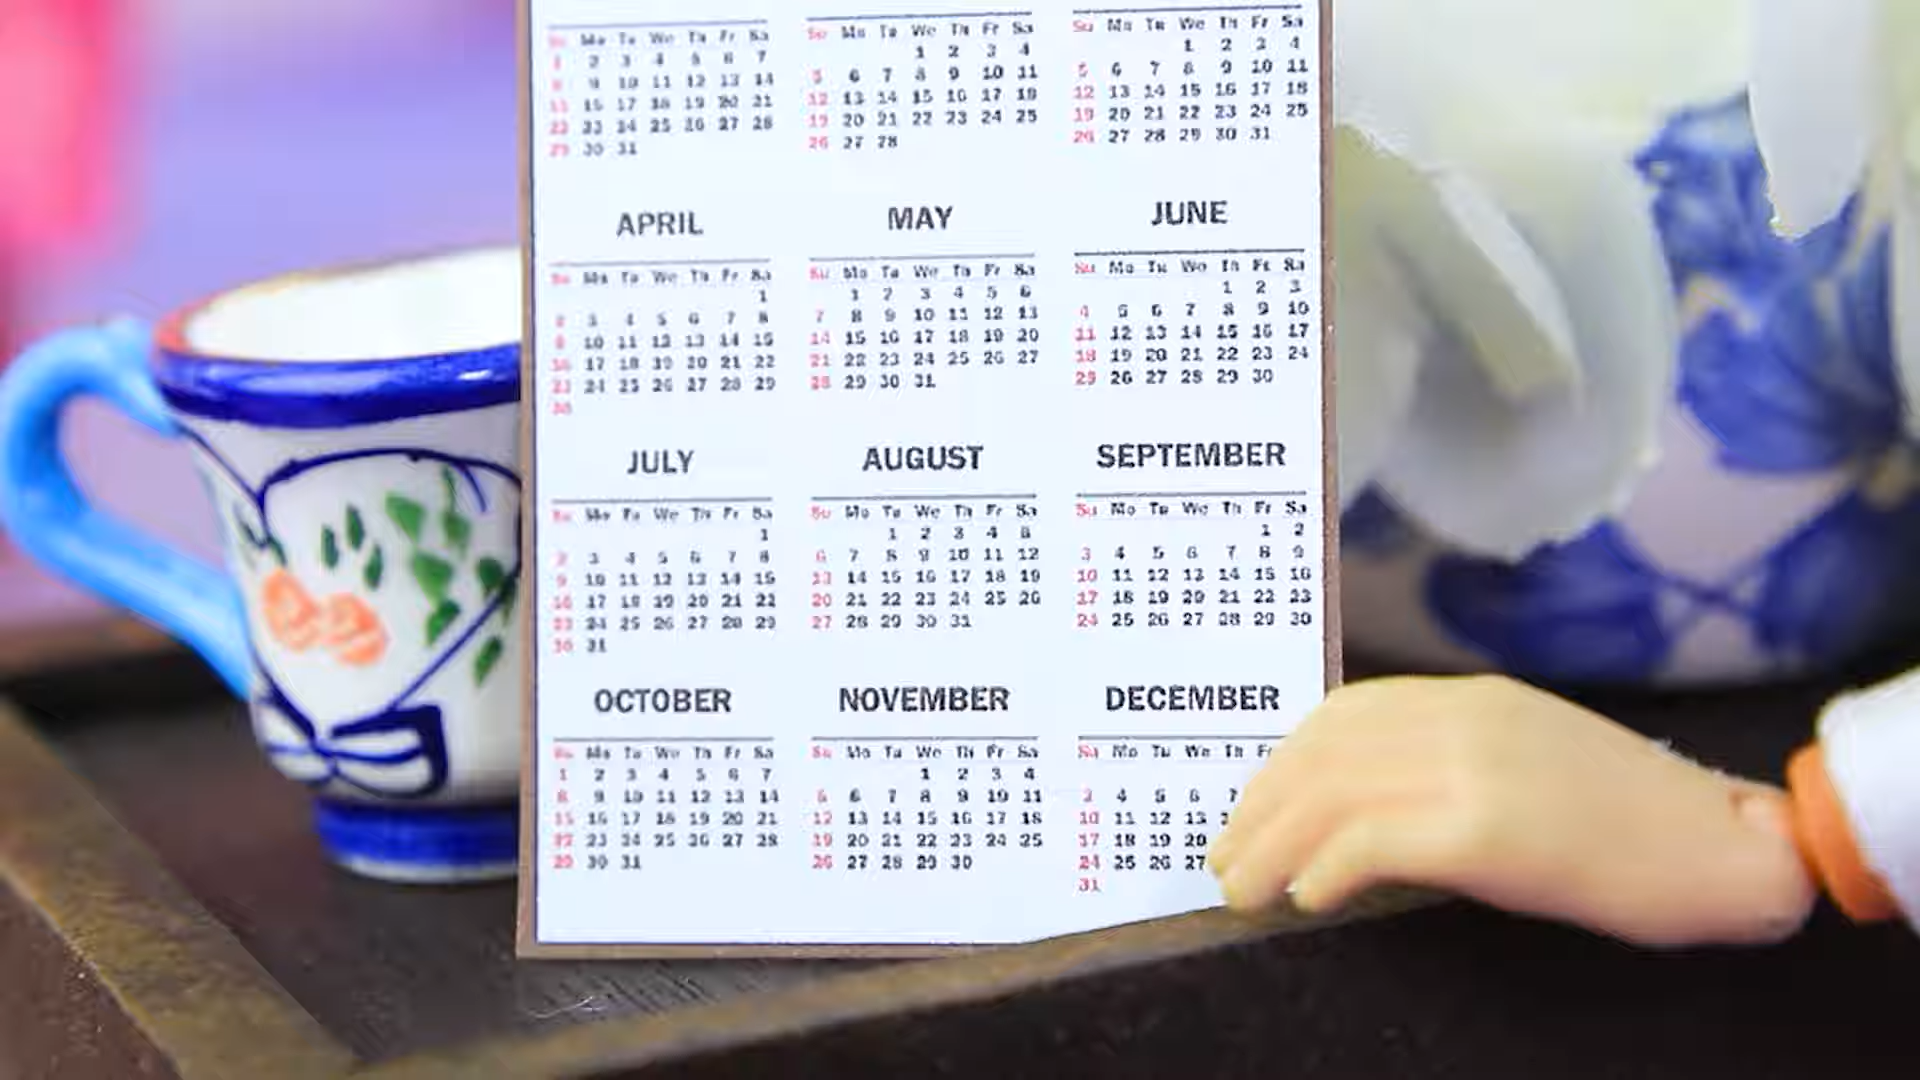 Su Mo Tu We Th Fr Sa
1 2 3 4 5 6 7
8 9 10 11 12 13 14
15 16 17 18 19 20 21
22 23 24 25 26 27 28
29 30 31
Su Mo Tu We Th Fr Sa
1 2 3 4
5 6 7 8 9 10 11
12 13 14 15 16 17 18
19 20 21 22 23 24 25
26 27 28
Su Mo Tu We Th Fr Sa
1 2 3 4
5 6 7 8 9 10 11
12 13 14 15 16 17 18
19 20 21 22 23 24 25
26 27 28 29 30 31
APRIL
Su Mo Tu We Th Fr Sa
1
2 3 4 5 6 7 8
9 10 11 12 13 14 15
16 17 18 19 20 21 22
23 24 25 26 27 28 29
30
MAY
Su Mo Tu We Th Fr Sa
1 2 3 4 5 6
7 8 9 10 11 12 13
14 15 16 17 18 19 20
21 22 23 24 25 26 27
28 29 30 31
JUNE
Su Mo Tu We Th Fr Sa
1 2 3
4 5 6 7 8 9 10
11 12 13 14 15 16 17
18 19 20 21 22 23 24
25 26 27 28 29 30
JULY
Su Mo Tu We Th Fr Sa
1
2 3 4 5 6 7 8
9 10 11 12 13 14 15
16 17 18 19 20 21 22
23 24 25 26 27 28 29
30 31
AUGUST
Su Mo Tu We Th Fr Sa
1 2 3 4 5
6 7 8 9 10 11 12
13 14 15 16 17 18 19
20 21 22 23 24 25 26
27 28 29 30 31
SEPTEMBER
Su Mo Tu We Th Fr Sa
1 2
3 4 5 6 7 8 9
10 11 12 13 14 15 16
17 18 19 20 21 22 23
24 25 26 27 28 29 30
OCTOBER
Su Mo Tu We Th Fr Sa
1 2 3 4 5 6 7
8 9 10 11 12 13 14
15 16 17 18 19 20 21
22 23 24 25 26 27 28
29 30 31
NOVEMBER
Su Mo Tu We Th Fr Sa
1 2 3 4
5 6 7 8 9 10 11
12 13 14 15 16 17 18
19 20 21 22 23 24 25
26 27 28 29 30
DECEMBER
Su Mo Tu We Th Fr
3 4 5 6 7
10 11 12 13
17 18 19 20
24 25 26 27
31